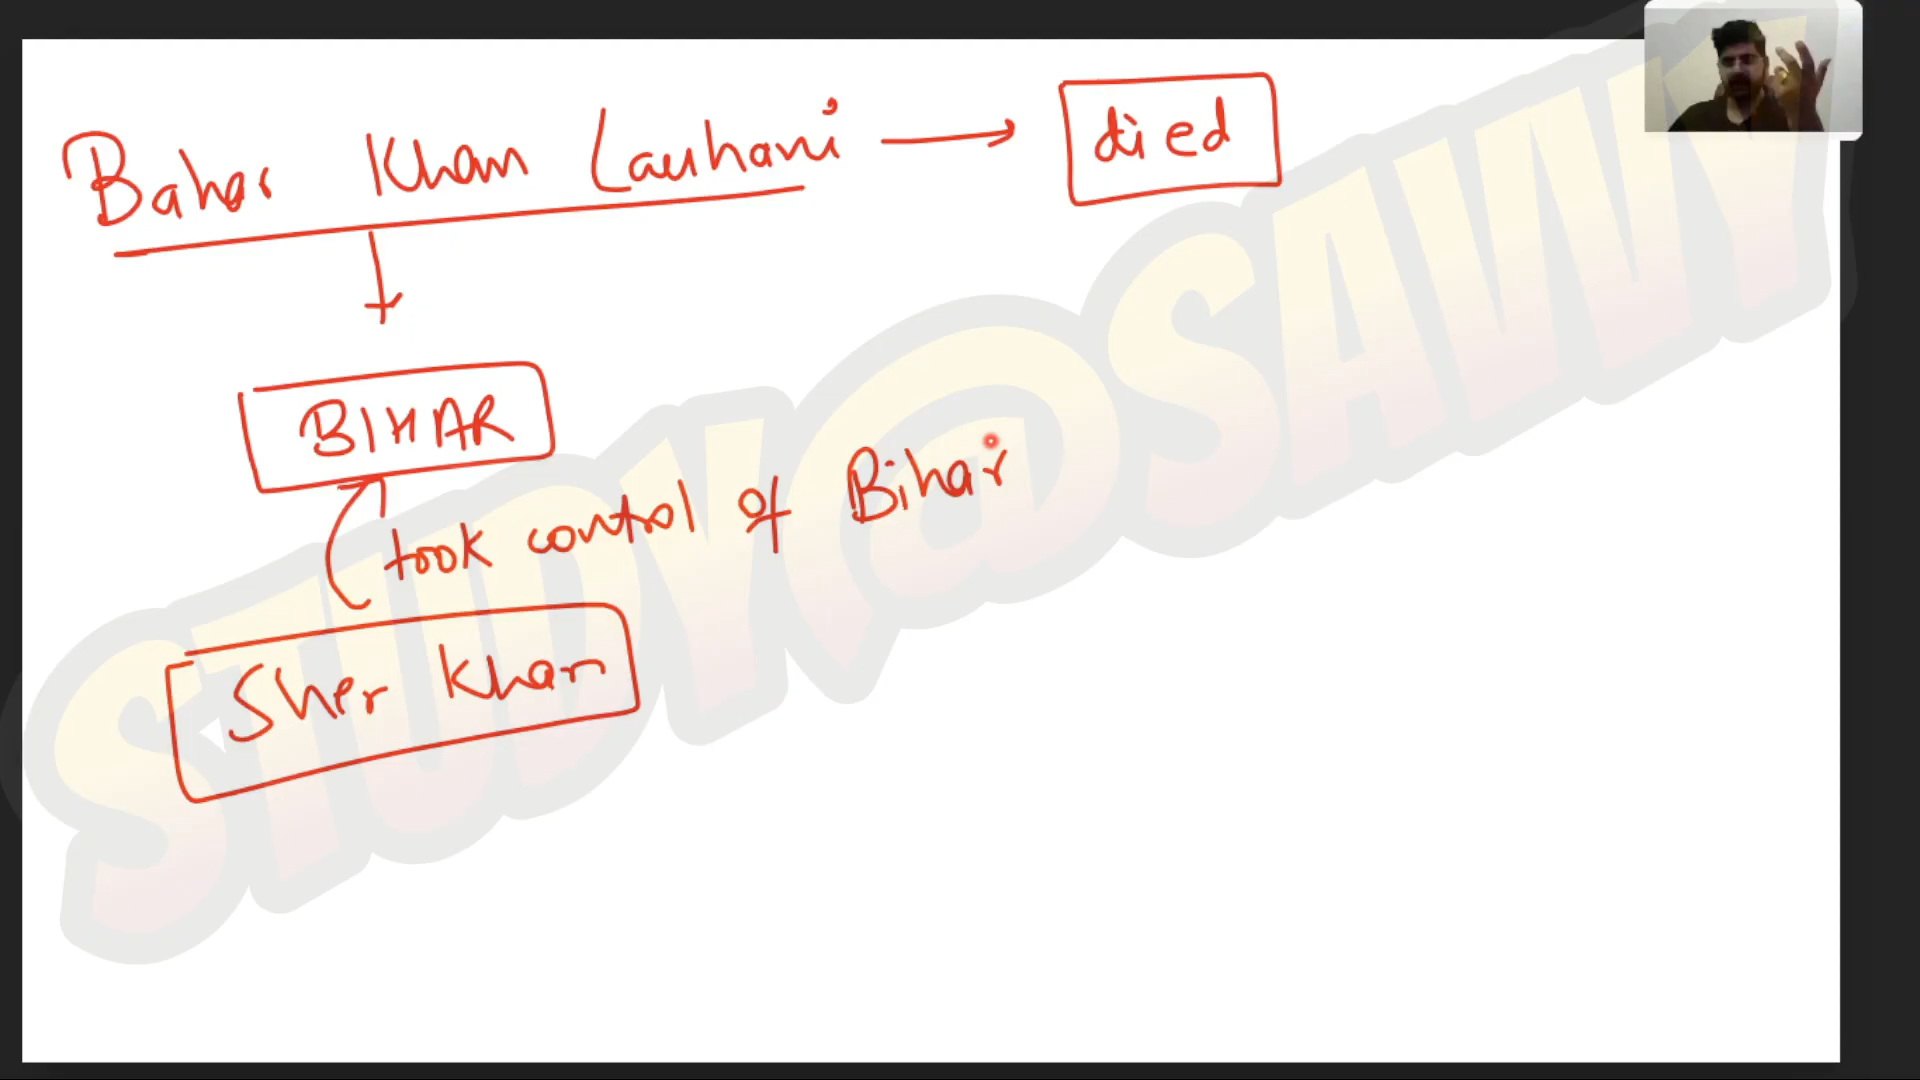 Bahar Khan Lauhani → died
BIHAR
took control of Bihar
Sher Khan
STUDY@SAVVY